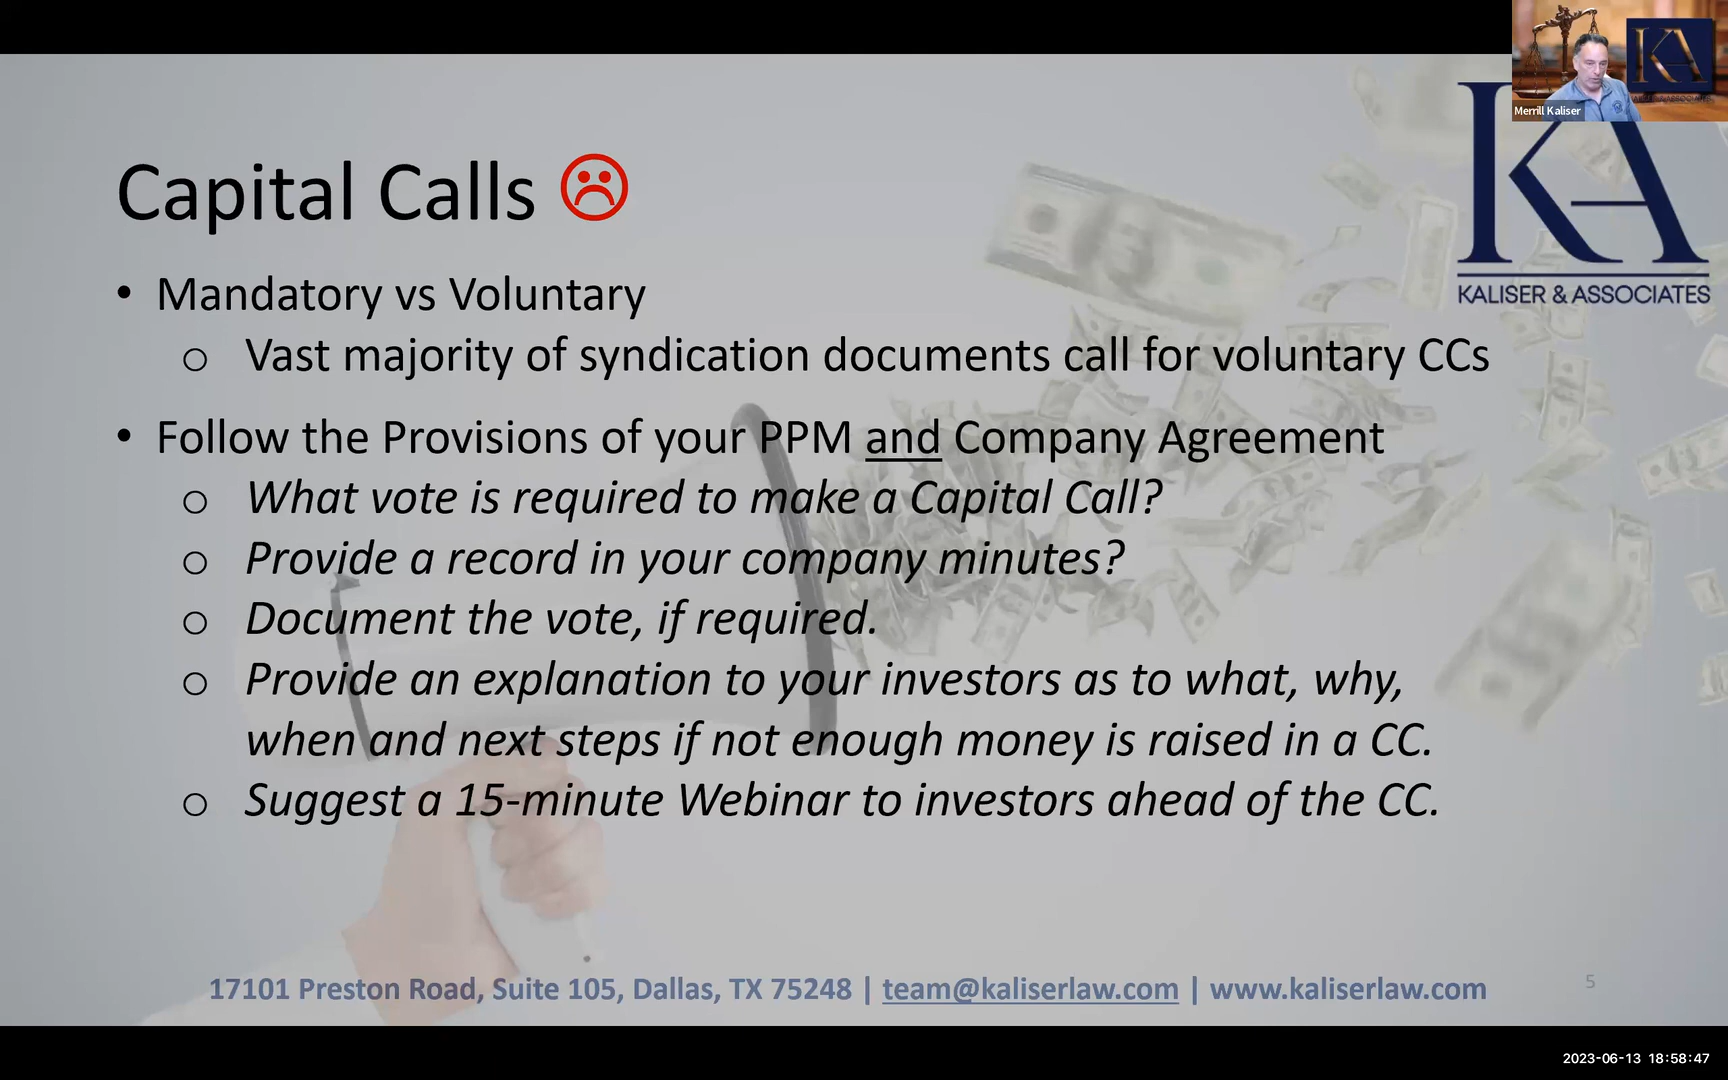 Merrill Kaliser
KA
KALISER & ASSOCIATES
KA
KALISER & ASSOCIATES
Capital Calls
• Mandatory vs Voluntary
o Vast majority of syndication documents call for voluntary CCs
• Follow the Provisions of your PPM and Company Agreement
o What vote is required to make a Capital Call?
o Provide a record in your company minutes?
o Document the vote, if required.
o Provide an explanation to your investors as to what, why,
when and next steps if not enough money is raised in a CC.
o Suggest a 15-minute Webinar to investors ahead of the CC.
17101 Preston Road, Suite 105, Dallas, TX 75248 | team@kaliserlaw.com | www.kaliserlaw.com
5
2023-06-13 18:58:47